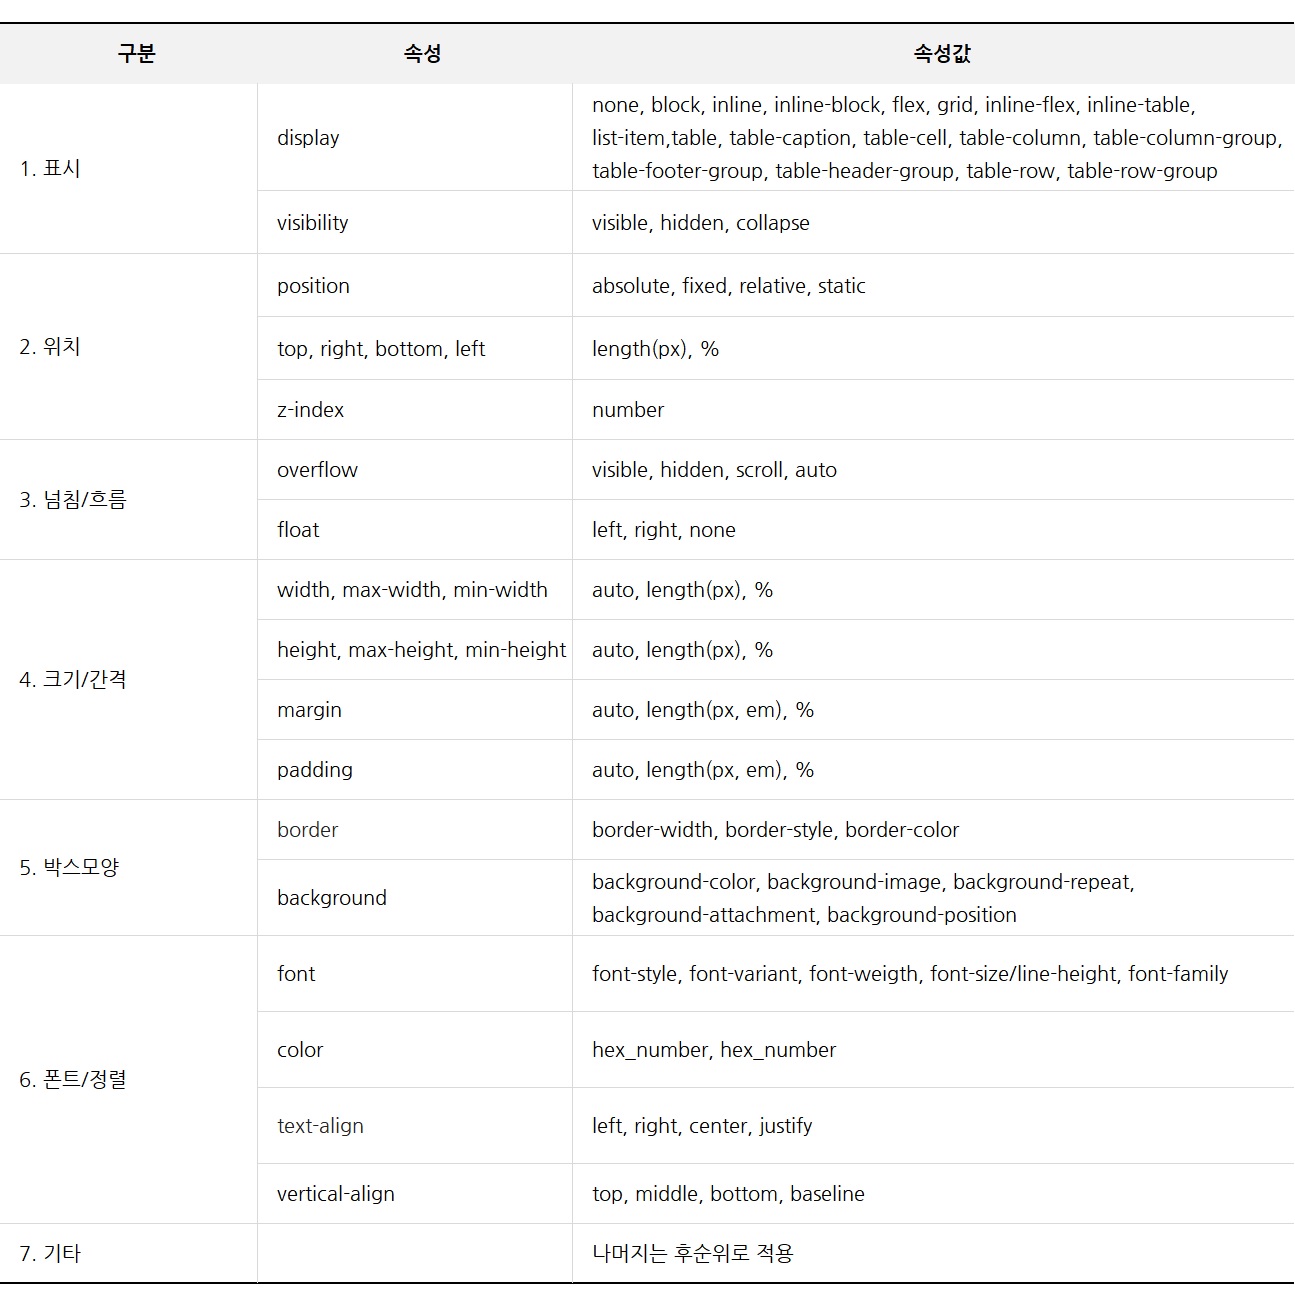 구분 속성 속성값
1. 표시
display
none, block, inline, inline-block, flex, grid, inline-flex, inline-table,
list-item,table, table-caption, table-cell, table-column, table-column-group,
table-footer-group, table-header-group, table-row, table-row-group
visibility visible, hidden, collapse
2. 위치
position absolute, fixed, relative, static
top, right, bottom, left length(px), %
z-index number
3. 넘침/흐름
overflow visible, hidden, scroll, auto
float left, right, none
4. 크기/간격
width, max-width, min-width auto, length(px), %
height, max-height, min-height auto, length(px), %
margin auto, length(px, em), %
padding auto, length(px, em), %
5. 박스모양
border border-width, border-style, border-color
background
background-color, background-image, background-repeat,
background-attachment, background-position
6. 폰트/정렬
font font-style, font-variant, font-weigth, font-size/line-height, font-family
color hex_number, hex_number
text-align left, right, center, justify
vertical-align top, middle, bottom, baseline
7. 기타 나머지는 후순위로 적용